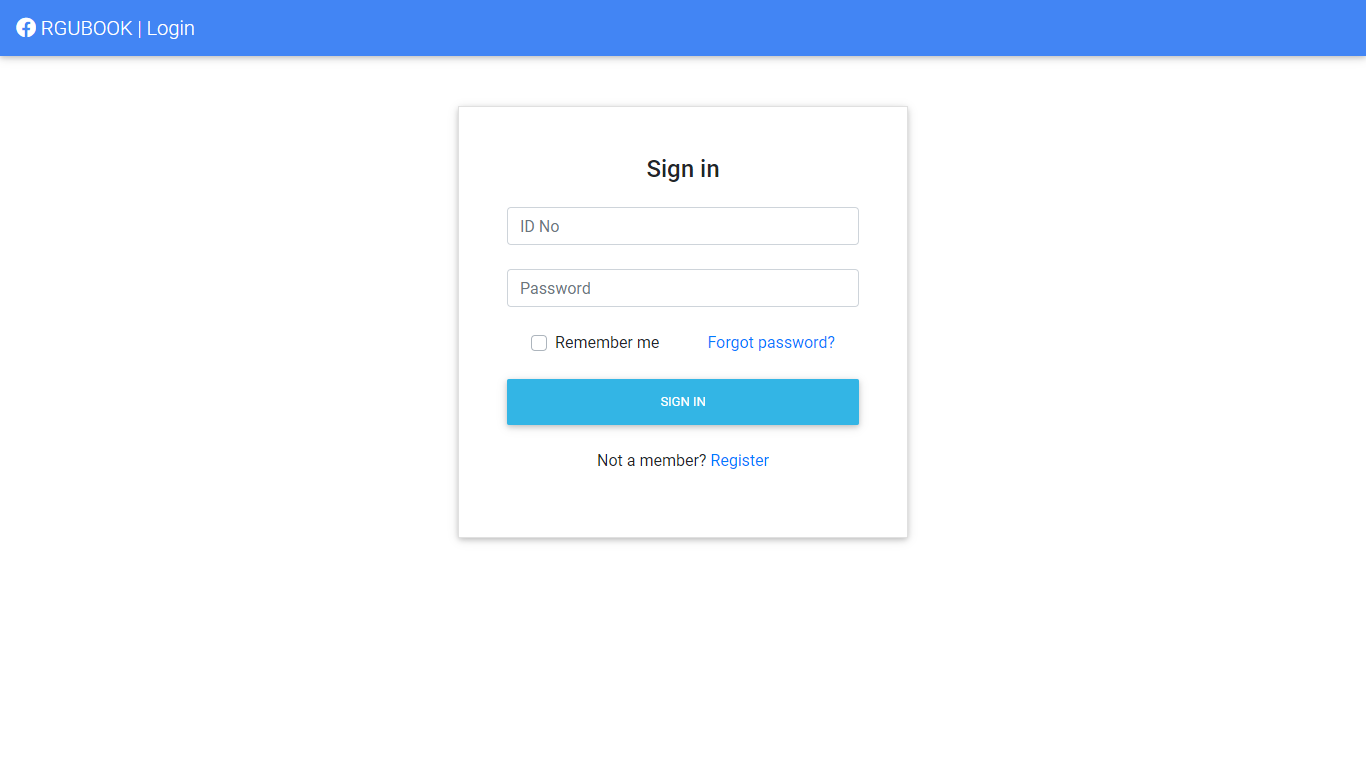 RGUBOOK | Login
Sign in
ID No
Password
Remember me Forgot password?
SIGN IN
Not a member? Register